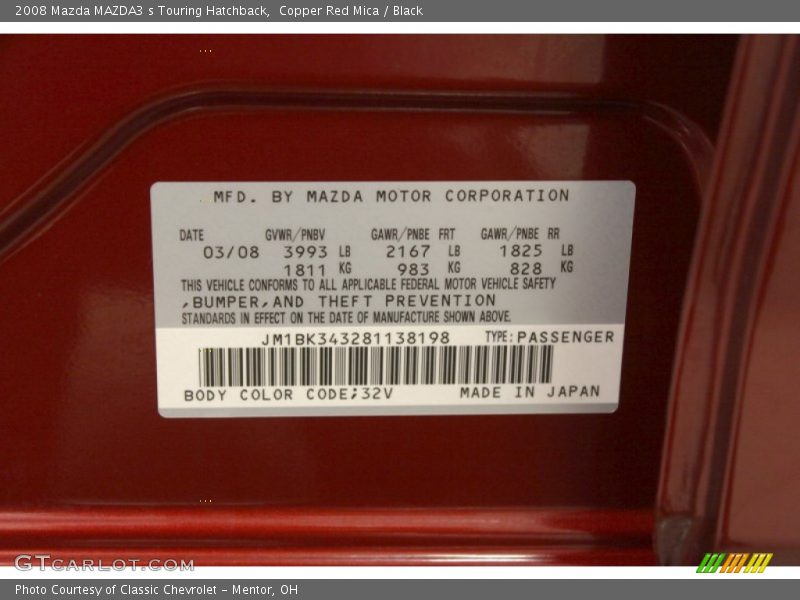 2008 Mazda MAZDA3 s Touring Hatchback,  Copper Red Mica / Black
MFD. BY MAZDA MOTOR CORPORATION
DATE GVWR/PNBV GAWR/PNBE FRT GAWR/PNBE RR
03/08 3993 LB 2167 LB 1825 LB
1811 KG 983 KG 828 KG
THIS VEHICLE CONFORMS TO ALL APPLICABLE FEDERAL MOTOR VEHICLE SAFETY
,BUMPER,AND THEFT PREVENTION
STANDARDS IN EFFECT ON THE DATE OF MANUFACTURE SHOWN ABOVE.
JM1BK343281138198 TYPE:PASSENGER
BODY COLOR CODE;32V MADE IN JAPAN
GTCARLOT.COM
Photo Courtesy of Classic Chevrolet - Mentor, OH